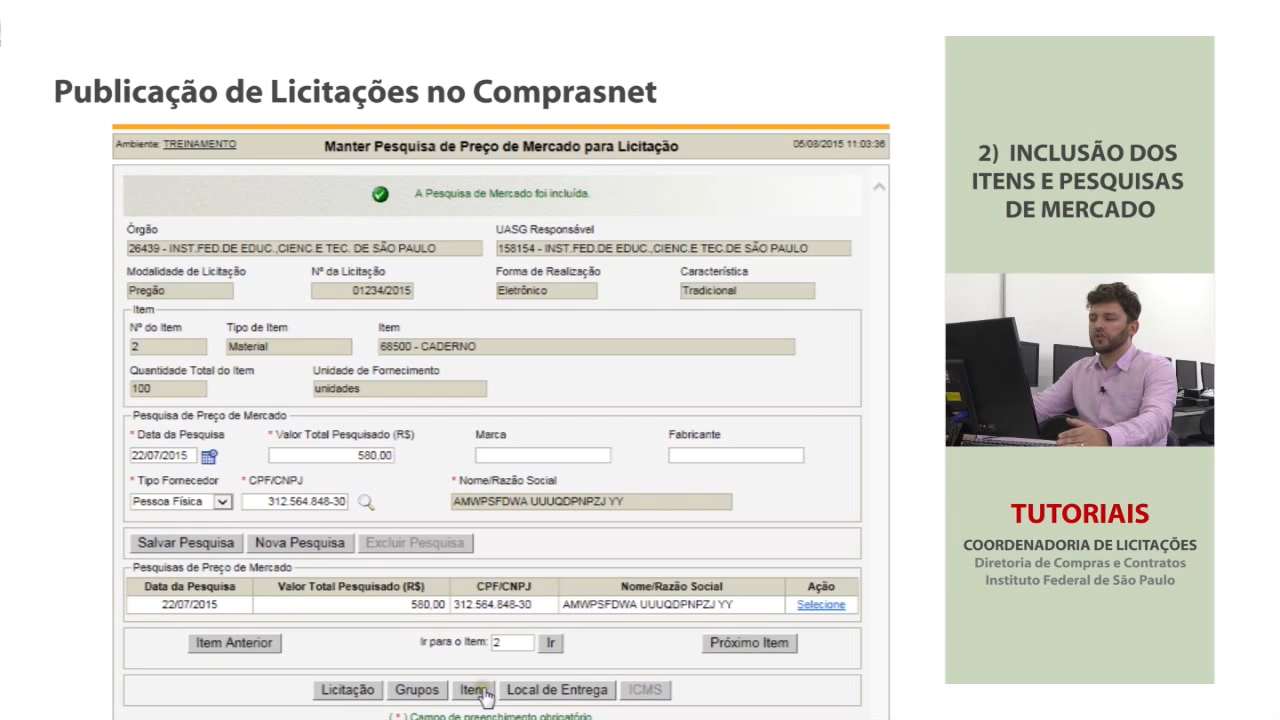 Publicação de Licitações no Comprasnet
Ambiente: TREINAMENTO
Manter Pesquisa de Preço de Mercado para Licitação
05/08/2015 11:03:36
A Pesquisa de Mercado foi incluída.
Órgão
UASG Responsável
26439 - INST.FED.DE EDUC.,CIENC.E TEC. DE SÃO PAULO
158154 - INST.FED.DE EDUC.,CIENC.E TEC.DE SÃO PAULO
Modalidade de Licitação
Nº da Licitação
Forma de Realização
Característica
Pregão
01234/2015
Eletrônico
Tradicional
Item
Nº do Item
Tipo de Item
Item
2
Material
68500 - CADERNO
Quantidade Total do Item
Unidade de Fornecimento
100
unidades
Pesquisa de Preço de Mercado
* Data da Pesquisa
* Valor Total Pesquisado (R$)
Marca
Fabricante
22/07/2015
580,00
* Tipo Fornecedor
* CPF/CNPJ
* Nome/Razão Social
Pessoa Física
312.564.848-30
AMWPSFDWA UUUQDPNPZJ YY
Salvar Pesquisa
Nova Pesquisa
Excluir Pesquisa
Pesquisas de Preço de Mercado
Data da Pesquisa
Valor Total Pesquisado (R$)
CPF/CNPJ
Nome/Razão Social
Ação
22/07/2015
580,00
312.564.848-30
AMWPSFDWA UUUQDPNPZJ YY
Selecione
Item Anterior
Ir para o Item: 2
Ir
Próximo Item
Licitação
Grupos
Item
Local de Entrega
ICMS
( * ) Campo de preenchimento obrigatório.
2) INCLUSÃO DOS
ITENS E PESQUISAS
DE MERCADO
TUTORIAIS
COORDENADORIA DE LICITAÇÕES
Diretoria de Compras e Contratos
Instituto Federal de São Paulo